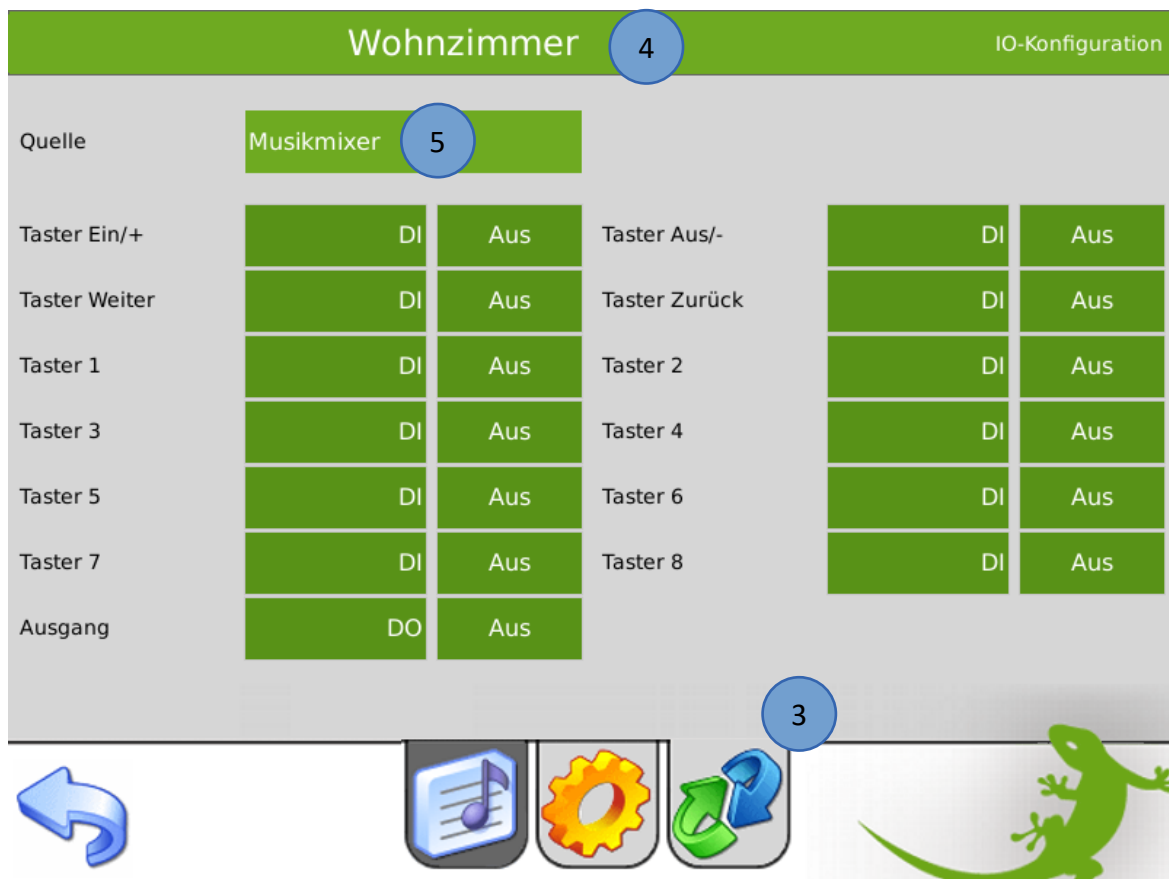 Wohnzimmer 4 IO-Konfiguration
Quelle Musikmixer 5
Taster Ein/+ DI Aus Taster Aus/- DI Aus
Taster Weiter DI Aus Taster Zurück DI Aus
Taster 1 DI Aus Taster 2 DI Aus
Taster 3 DI Aus Taster 4 DI Aus
Taster 5 DI Aus Taster 6 DI Aus
Taster 7 DI Aus Taster 8 DI Aus
Ausgang DO Aus
3